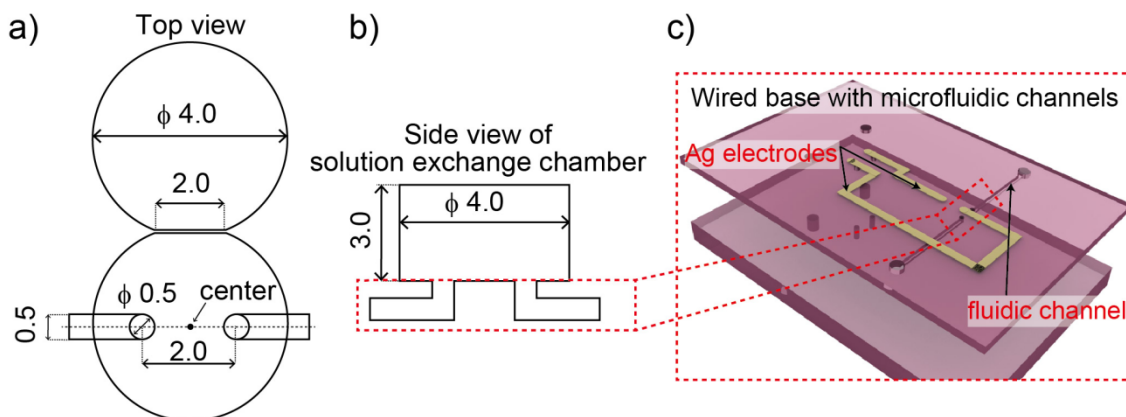 a)
Top view
ϕ 4.0
2.0
ϕ 0.5
center
0.5
2.0
b)
Side view of
solution exchange chamber
3.0
ϕ 4.0
c)
Wired base with microfluidic channels
Ag electrodes
fluidic channel